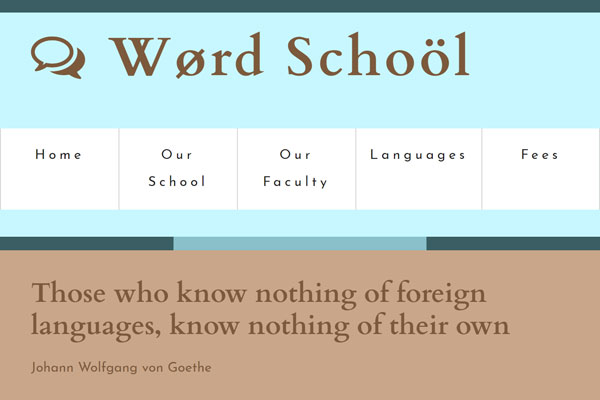 Wørd Schoöl
Home
Our
School
Our
Faculty
Languages
Fees
Those who know nothing of foreign
languages, know nothing of their own
Johann Wolfgang von Goethe